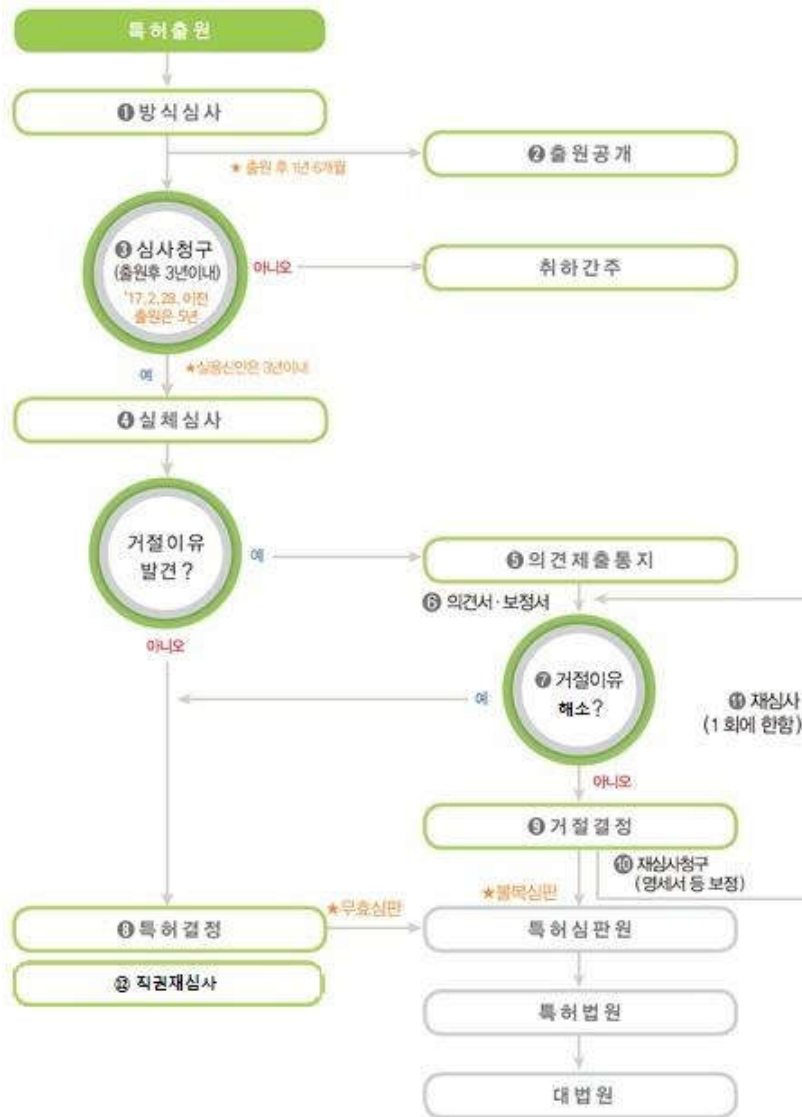 특허출원
❶ 방식심사
★ 출원 후 1년 6개월
❷ 출원공개
❸ 심사청구
(출원후 3년이내)
'17.2.28. 이전
출원은 5년
아니오
취하간주
예
★실용신안은 3년이내
❹ 실체심사
거절이유
발견?
예
❺ 의견제출통지
❻ 의견서·보정서
아니오
❼ 거절이유
해소?
예
⓫ 재심사
(1회에 한함)
아니오
❾ 거절결정
❿ 재심사청구
(명세서 등 보정)
★불복심판
★무효심판
❽ 특허결정
특허심판원
⑫ 직권재심사
특허법원
대법원